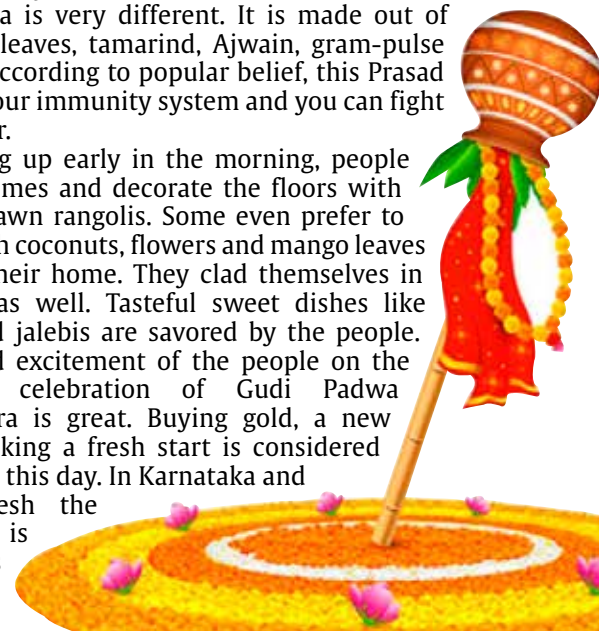 a is very different. It is made out of
leaves, tamarind, Ajwain, gram-pulse
ccording to popular belief, this Prasad
our immunity system and you can fight
r.
g up early in the morning, people
mes and decorate the floors with
awn rangolis. Some even prefer to
n coconuts, flowers and mango leaves
heir home. They clad themselves in
as well. Tasteful sweet dishes like
d jalebis are savored by the people.
d excitement of the people on the
celebration of Gudi Padwa
ra is great. Buying gold, a new
king a fresh start is considered
this day. In Karnataka and
esh the
is